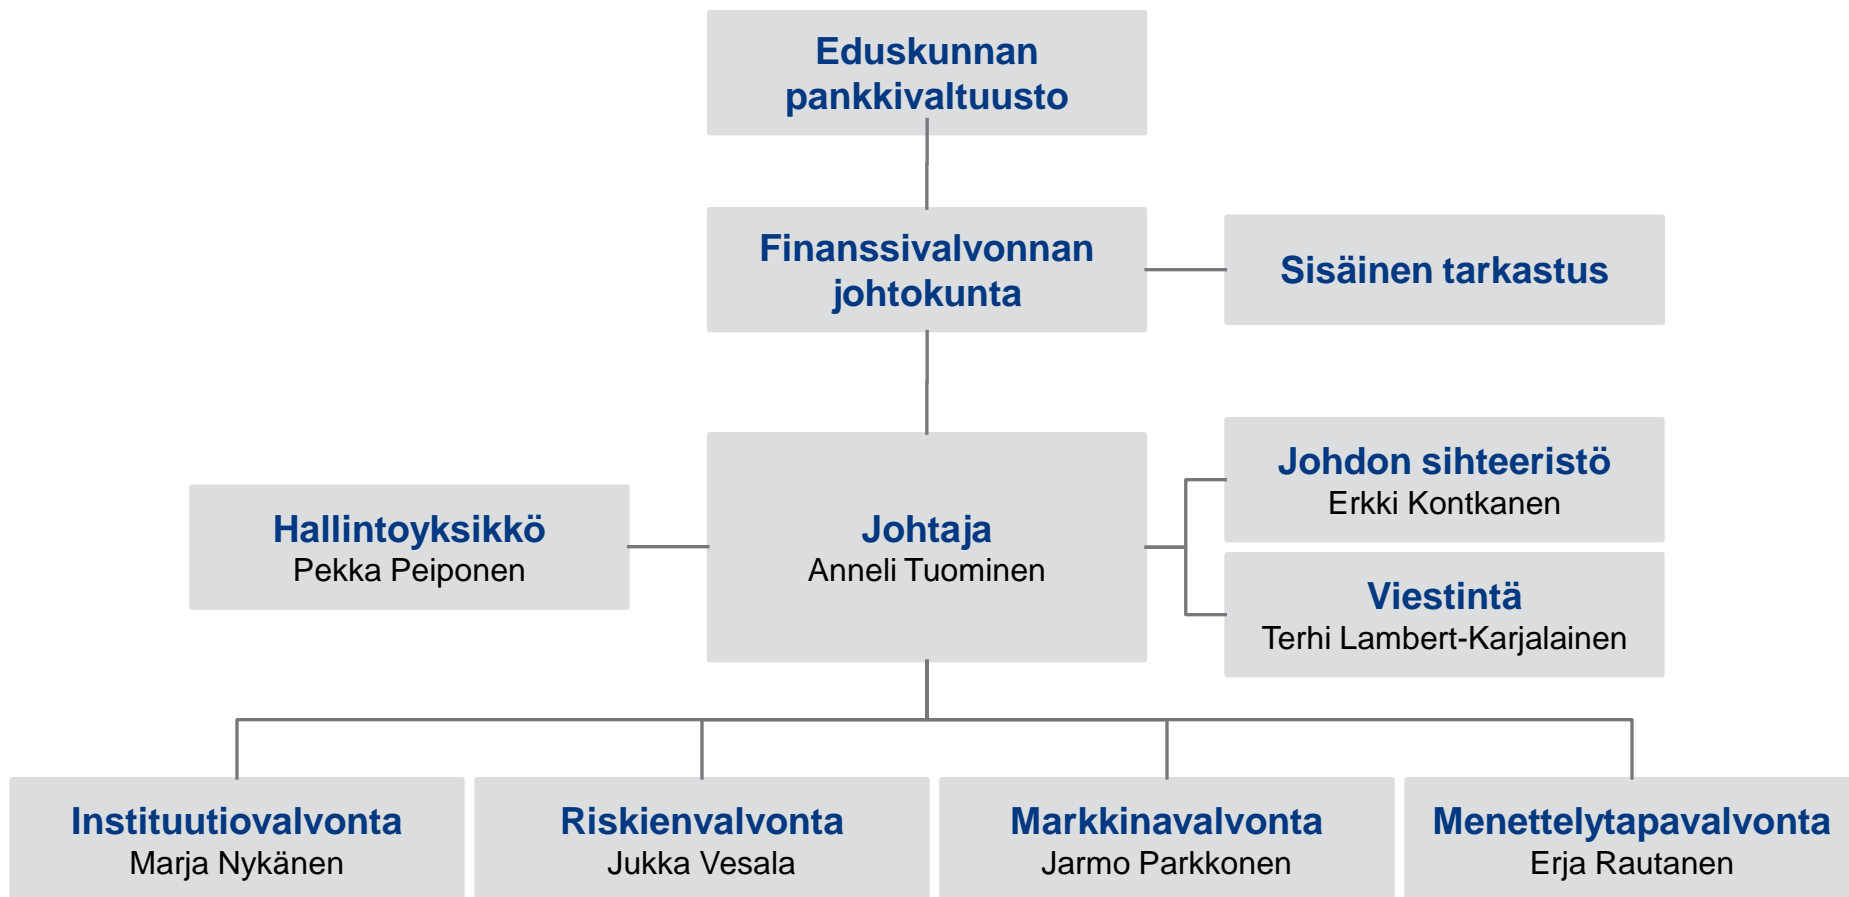 Eduskunnan
pankkivaltuusto
Finanssivalvonnan
johtokunta
Sisäinen tarkastus
Johdon sihteeristö
Erkki Kontkanen
Hallintoyksikkö
Pekka Peiponen
Johtaja
Anneli Tuominen
Viestintä
Terhi Lambert-Karjalainen
Instituutiovalvonta
Marja Nykänen
Riskienvalvonta
Jukka Vesala
Markkinavalvonta
Jarmo Parkkonen
Menettelytapavalvonta
Erja Rautanen